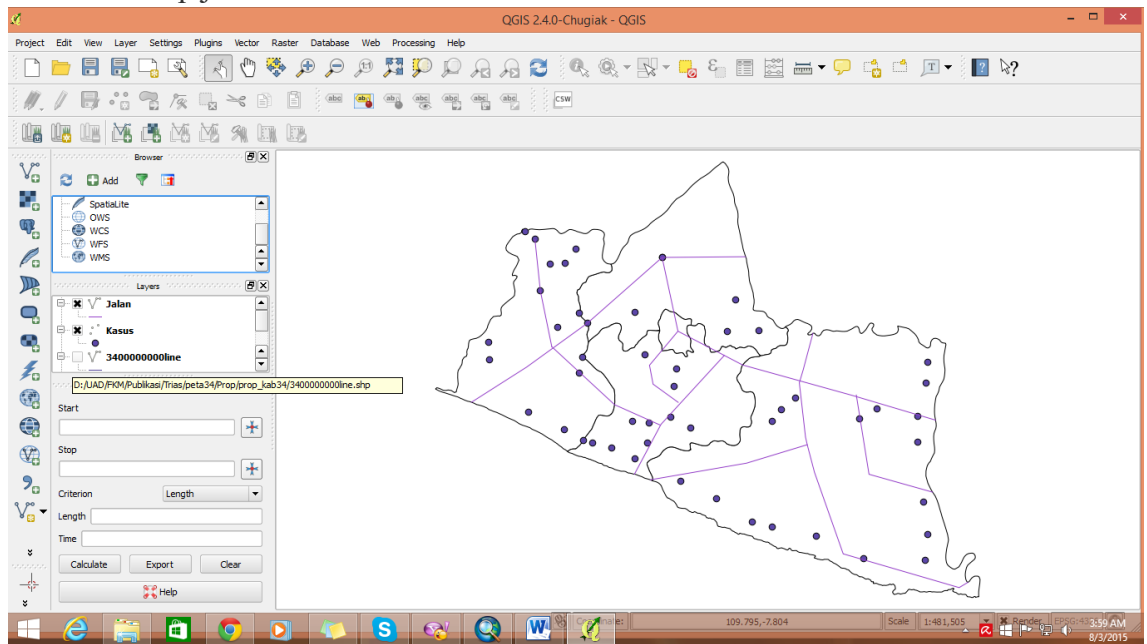 QGIS 2.4.0-Chugiak - QGIS
Project Edit View Layer Settings Plugins Vector Raster Database Web Processing Help
CSW
Browser
Add
SpatiaLite
OWS
WCS
WFS
WMS
Layers
Jalan
Kasus
3400000000line
D:/UAD/FKM/Publikasi/Trias/peta34/Prop/prop_kab34/3400000000line.shp
Start
Stop
Criterion Length
Length
Time
Calculate Export Clear
Help
109.795,-7.804 Scale 1:481,505 Render
3:59 AM
8/3/2015